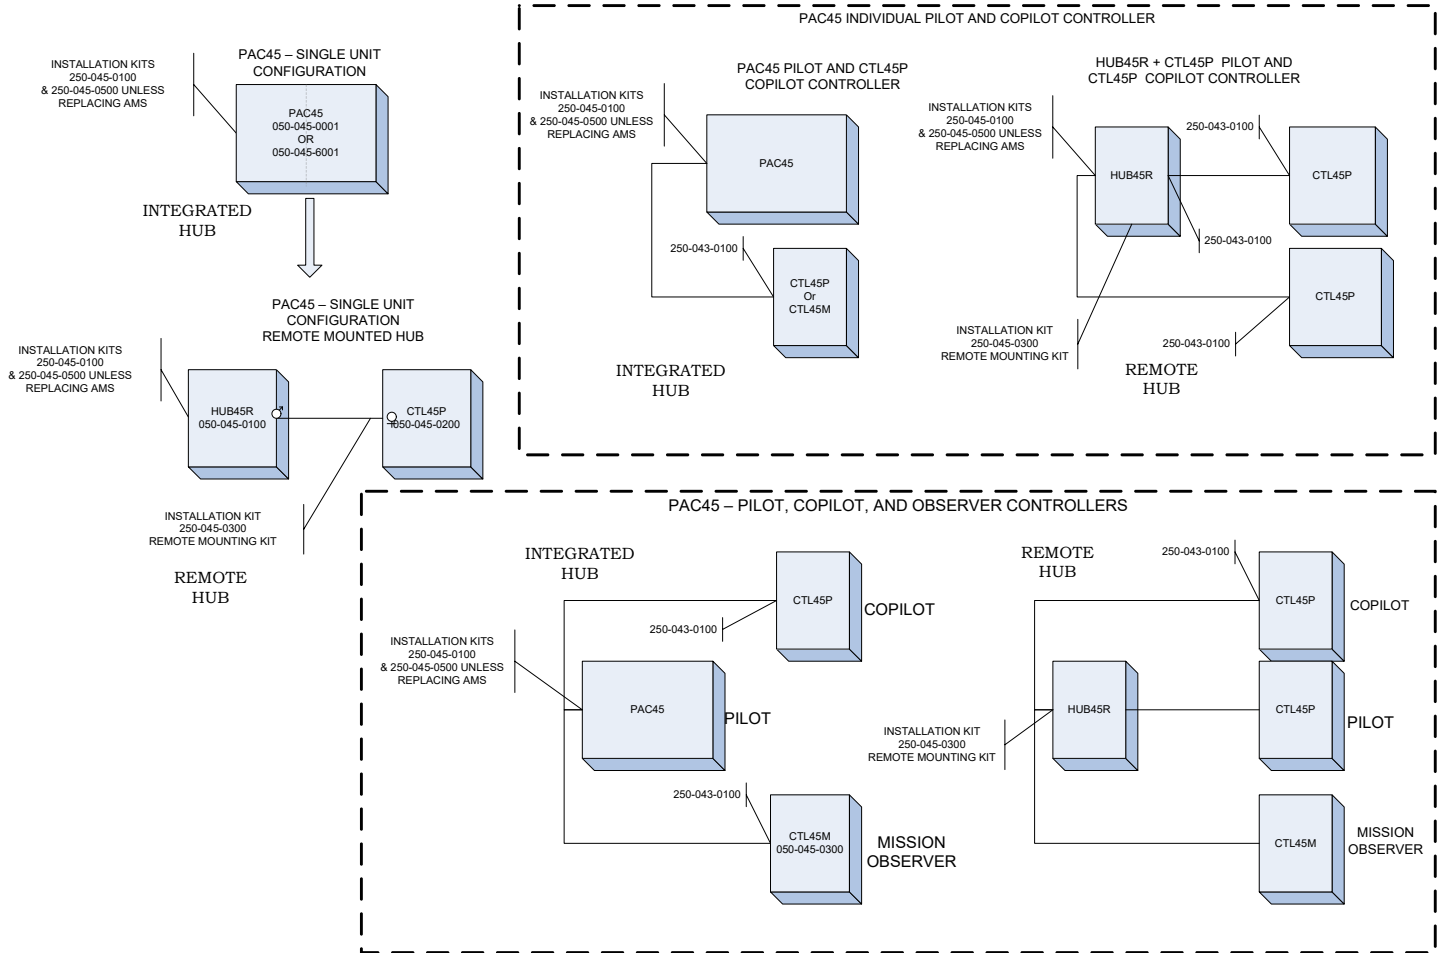 PAC45 – SINGLE UNIT
CONFIGURATION
INSTALLATION KITS
250-045-0100
& 250-045-0500 UNLESS
REPLACING AMS
PAC45
050-045-0001
OR
050-045-6001
INTEGRATED
HUB
PAC45 – SINGLE UNIT
CONFIGURATION
REMOTE MOUNTED HUB
INSTALLATION KITS
250-045-0100
& 250-045-0500 UNLESS
REPLACING AMS
HUB45R
050-045-0100
CTL45P
050-045-0200
INSTALLATION KIT
250-045-0300
REMOTE MOUNTING KIT
REMOTE
HUB
PAC45 INDIVIDUAL PILOT AND COPILOT CONTROLLER
PAC45 PILOT AND CTL45P
COPILOT CONTROLLER
INSTALLATION KITS
250-045-0100
& 250-045-0500 UNLESS
REPLACING AMS
PAC45
250-043-0100
CTL45P
Or
CTL45M
INTEGRATED
HUB
HUB45R + CTL45P PILOT AND
CTL45P COPILOT CONTROLLER
INSTALLATION KITS
250-045-0100
& 250-045-0500 UNLESS
REPLACING AMS
250-043-0100
HUB45R
CTL45P
250-043-0100
CTL45P
INSTALLATION KIT
250-045-0300
REMOTE MOUNTING KIT
250-043-0100
REMOTE
HUB
PAC45 – PILOT, COPILOT, AND OBSERVER CONTROLLERS
INTEGRATED
HUB
CTL45P
COPILOT
250-043-0100
INSTALLATION KITS
250-045-0100
& 250-045-0500 UNLESS
REPLACING AMS
PAC45
PILOT
250-043-0100
CTL45M
050-045-0300
MISSION
OBSERVER
REMOTE
HUB
250-043-0100
CTL45P
COPILOT
HUB45R
CTL45P
PILOT
INSTALLATION KIT
250-045-0300
REMOTE MOUNTING KIT
CTL45M
MISSION
OBSERVER